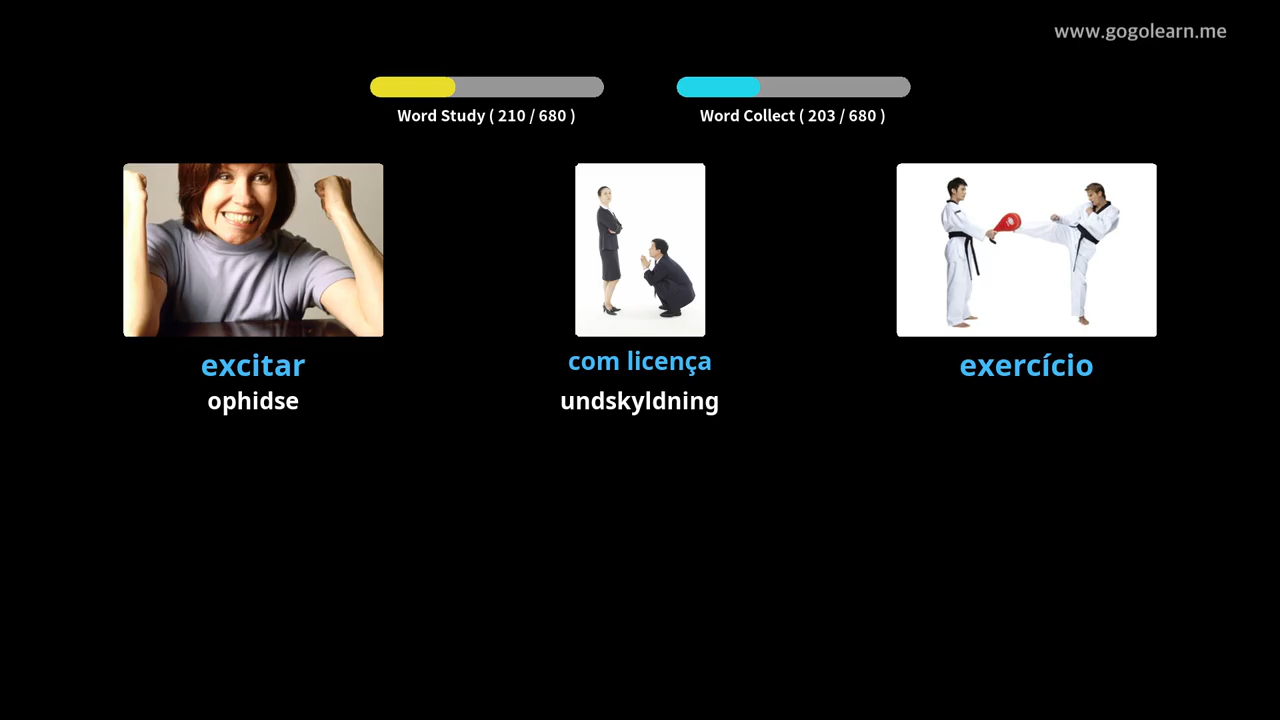 www.gogolearn.me
Word Study ( 210 / 680 )
Word Collect ( 203 / 680 )
excitar
ophidse
com licença
undskyldning
exercício